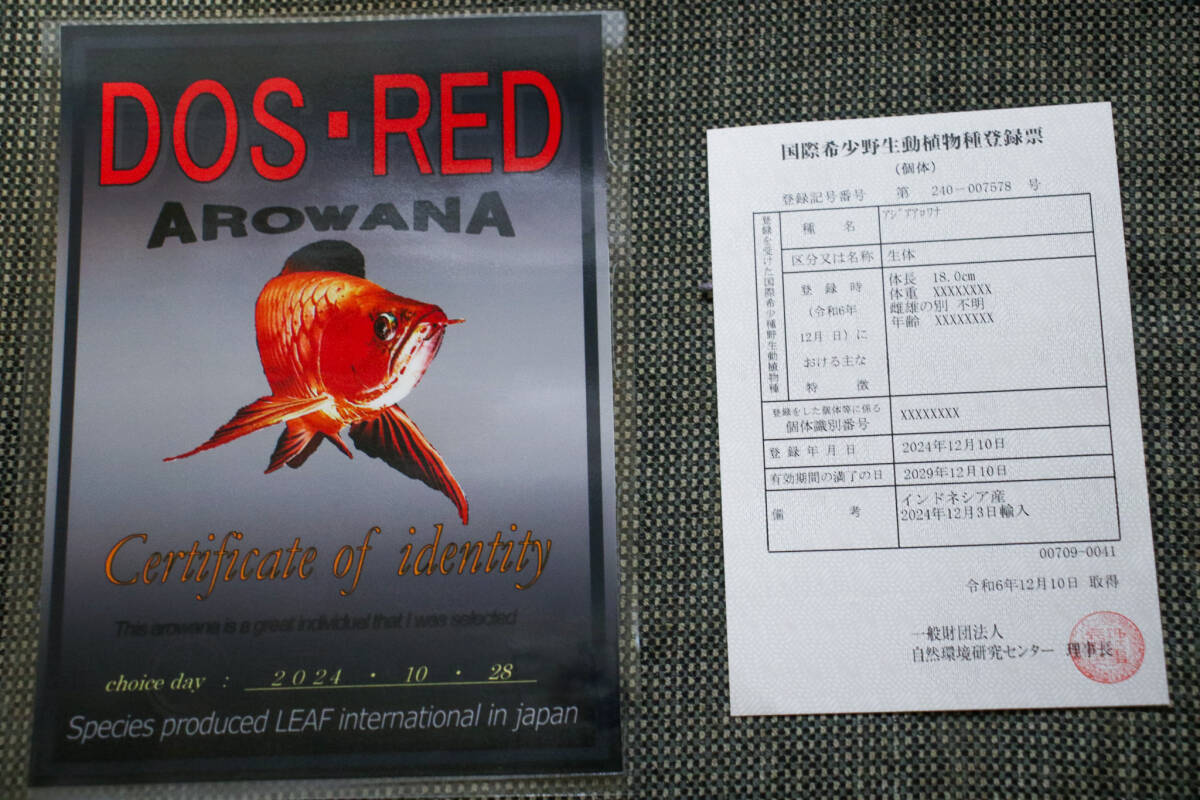 DOS・RED
AROWANA
Certificate of identity
This arowana is a great individuel that I was selected
choice day : 2024 ・ 10 ・ 28
Species produced LEAF international in japan
国際希少野生動植物種登録票
(個体)
登録記号番号 第 240-007578 号
登録を受けた国際希少種野生動植物種
種名 アジアアロワナ
区分又は名称 生体
登録時
(令和6年
12月 日)に
おける主な
特徴
体長 18.0cm
体重 XXXXXXXX
雌雄の別 不明
年齢 XXXXXXXX
登録をした個体等に係る
個体識別番号 XXXXXXXX
登録年月日 2024年12月10日
有効期間の満了の日 2029年12月10日
備考 インドネシア産
2024年12月3日輸入
00709-0041
令和6年12月10日 取得
一般財団法人
自然環境研究センター 理事長